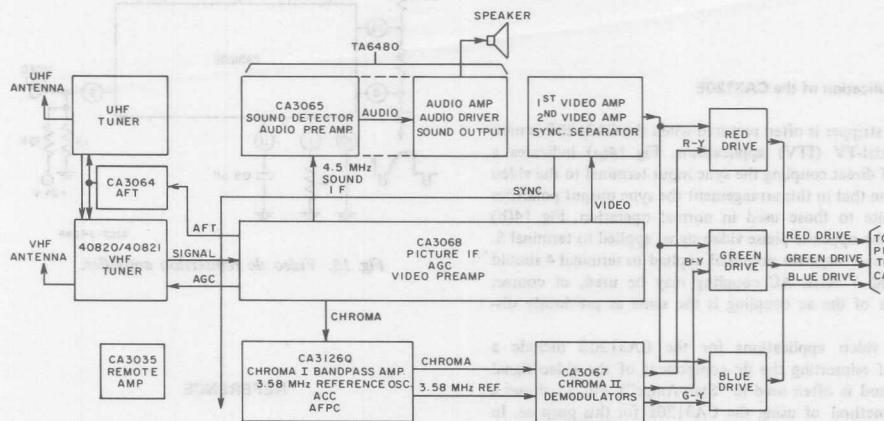 SPEAKER
TA6480
UHF
ANTENNA
UHF
TUNER
CA3065
SOUND DETECTOR
AUDIO PREAMP
AUDIO
AUDIO AMP
AUDIO DRIVER
SOUND OUTPUT
1ST VIDEO AMP
2ND VIDEO AMP
SYNC. SEPARATOR
RED
DRIVE
R-Y
CA3064
AFT
4.5 MHz
SOUND
I F
SYNC
VIDEO
AFT
VHF
ANTENNA
40820/40821
VHF
TUNER
SIGNAL
AGC
CA3068
PICTURE IF
AGC
VIDEO PREAMP
B-Y
GREEN
DRIVE
RED DRIVE
GREEN DRIVE
BLUE DRIVE
TO
CHROMA
CA3035
REMOTE
AMP
CA3126Q
CHROMA I BANDPASS AMP.
3.58 MHz REFERENCE OSC.
ACC
AFPC
CHROMA
3.58 MHz REF.
CA3067
CHROMA II
DEMODULATORS
G-Y
BLUE
DRIVE